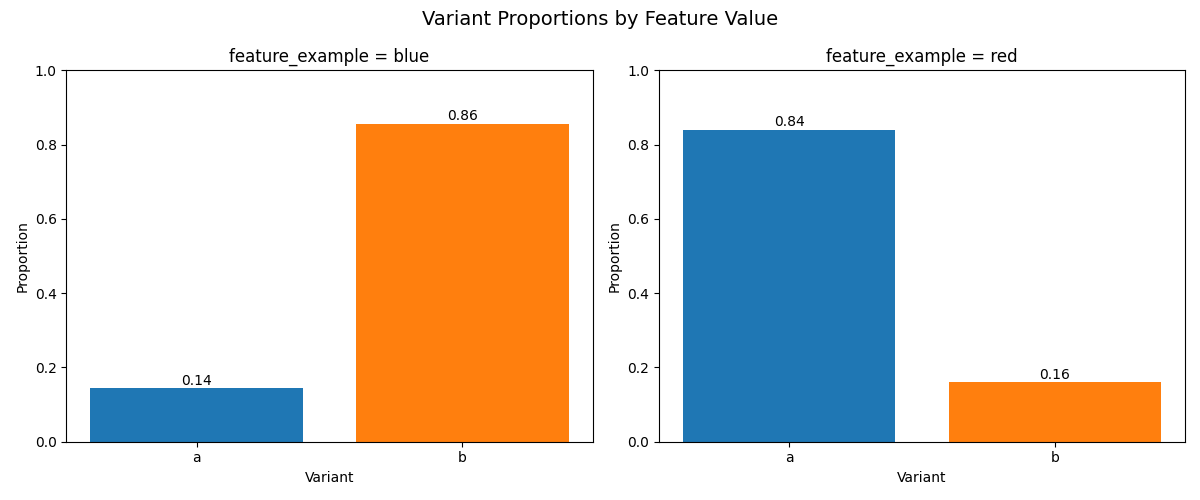 Variant Proportions by Feature Value
feature_example = blue
Proportion
1.0
0.8
0.6
0.4
0.2
0.0
0.14
0.86
a
b
Variant
feature_example = red
Proportion
1.0
0.8
0.6
0.4
0.2
0.0
0.84
0.16
a
b
Variant